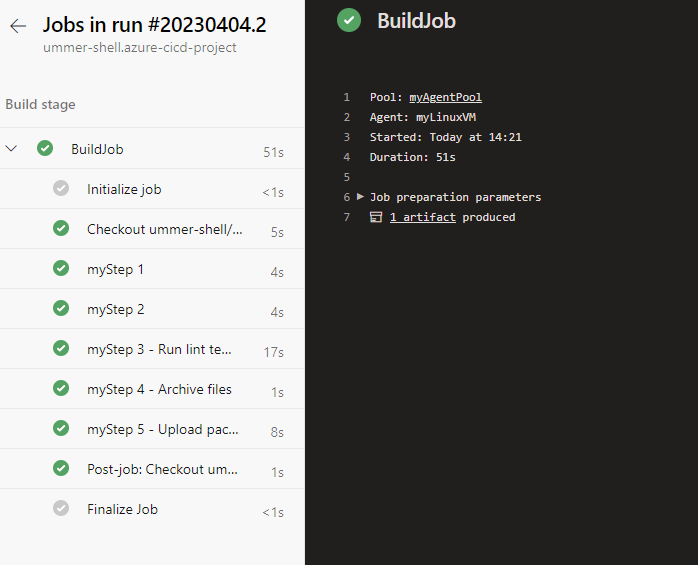 Jobs in run #20230404.2
ummer-shell.azure-cicd-project
Build stage
BuildJob 51s
Initialize job <1s
Checkout ummer-shell/... 5s
myStep 1 4s
myStep 2 4s
myStep 3 - Run lint te... 17s
myStep 4 - Archive files 1s
myStep 5 - Upload pac... 8s
Post-job: Checkout um... 1s
Finalize Job <1s
BuildJob
1 Pool: myAgentPool
2 Agent: myLinuxVM
3 Started: Today at 14:21
4 Duration: 51s
5
6 Job preparation parameters
7 1 artifact produced